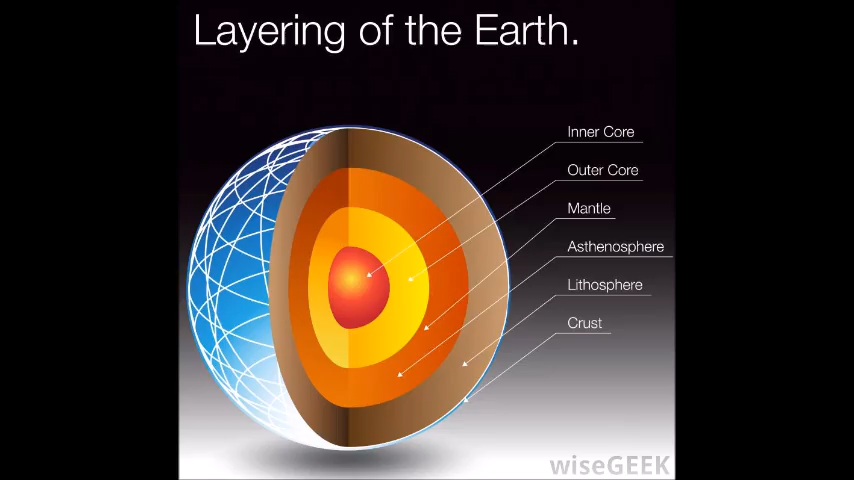 Layering of the Earth.
Inner Core
Outer Core
Mantle
Asthenosphere
Lithosphere
Crust
wiseGEEK